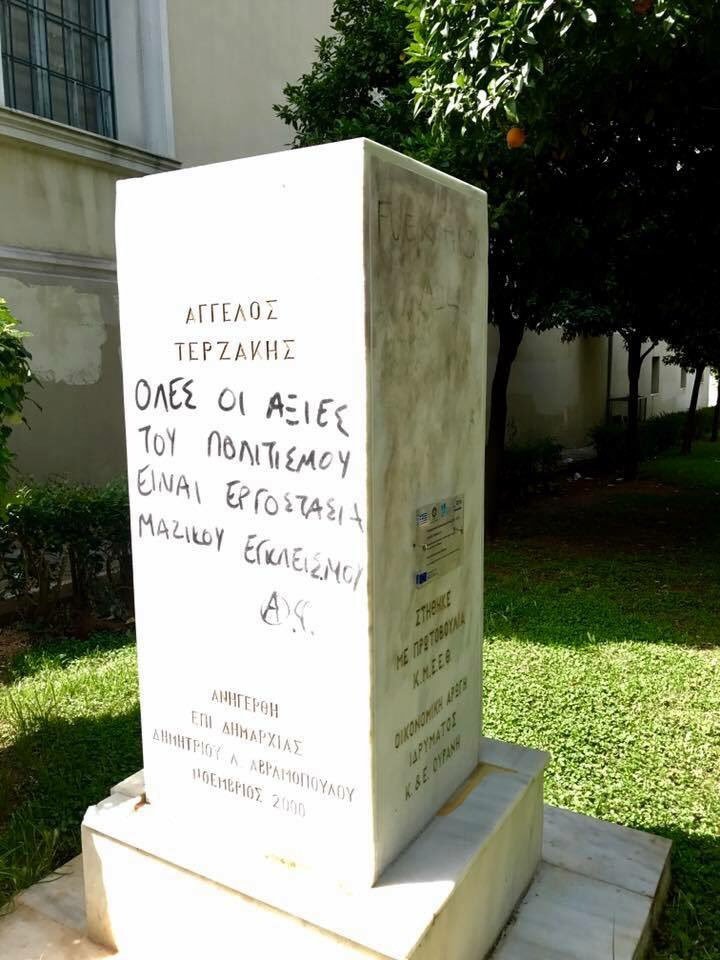 ΑΓΓΕΛΟΣ
ΤΕΡΖΑΚΗΣ
ΟΛΕΣ ΟΙ ΑΞΙΕΣ
ΤΟΥ ΠΟΛΙΤΙΣΜΟΥ
ΕΙΝΑΙ ΕΡΓΟΣΤΑΣΙΑ
ΜΑΖΙΚΟΥ ΕΓΚΛΕΙΣΜΟΥ
ΑΝΗΓΕΡΘΗ
ΕΠΙ ΔΗΜΑΡΧΙΑΣ
ΔΗΜΗΤΡΙΟΥ Λ. ΑΒΡΑΜΟΠΟΥΛΟΥ
ΝΟΕΜΒΡΙΟΣ 2000
ΣΤΗΘΗΚΕ
ΜΕ ΠΡΩΤΟΒΟΥΛΙΑ
Κ.Μ.Ε.Ε.Θ.
ΟΙΚΟΝΟΜΙΚΗ ΑΡΩΓΗ
ΙΔΡΥΜΑΤΟΣ
Κ. & Ε. ΟΥΡΑΝΗ